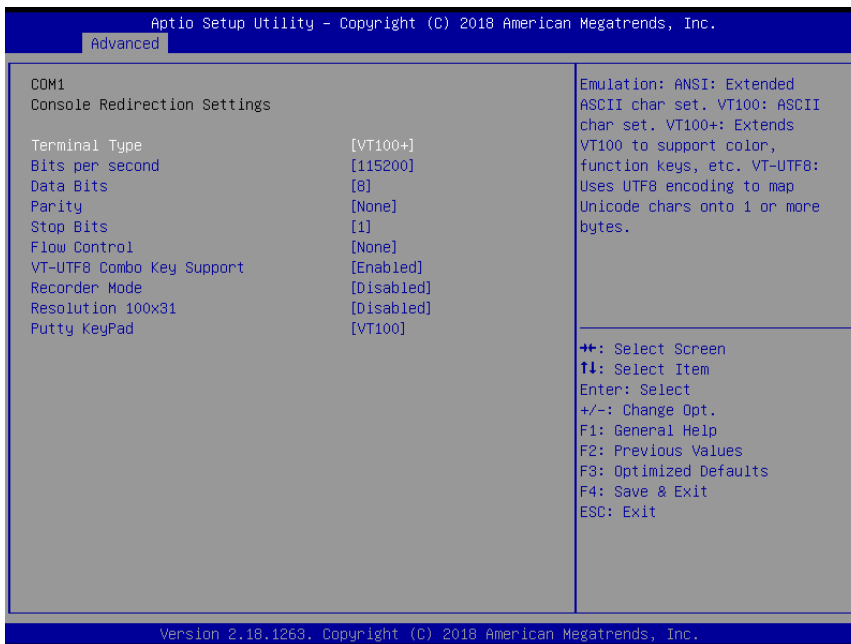 Aptio Setup Utility – Copyright (C) 2018 American Megatrends, Inc.
Advanced
COM1
Console Redirection Settings
Terminal Type [VT100+]
Bits per second [115200]
Data Bits [8]
Parity [None]
Stop Bits [1]
Flow Control [None]
VT-UTF8 Combo Key Support [Enabled]
Recorder Mode [Disabled]
Resolution 100x31 [Disabled]
Putty KeyPad [VT100]
Emulation: ANSI: Extended
ASCII char set. VT100: ASCII
char set. VT100+: Extends
VT100 to support color,
function keys, etc. VT-UTF8:
Uses UTF8 encoding to map
Unicode chars onto 1 or more
bytes.
→←: Select Screen
↑↓: Select Item
Enter: Select
+/-: Change Opt.
F1: General Help
F2: Previous Values
F3: Optimized Defaults
F4: Save & Exit
ESC: Exit
Version 2.18.1263. Copyright (C) 2018 American Megatrends, Inc.